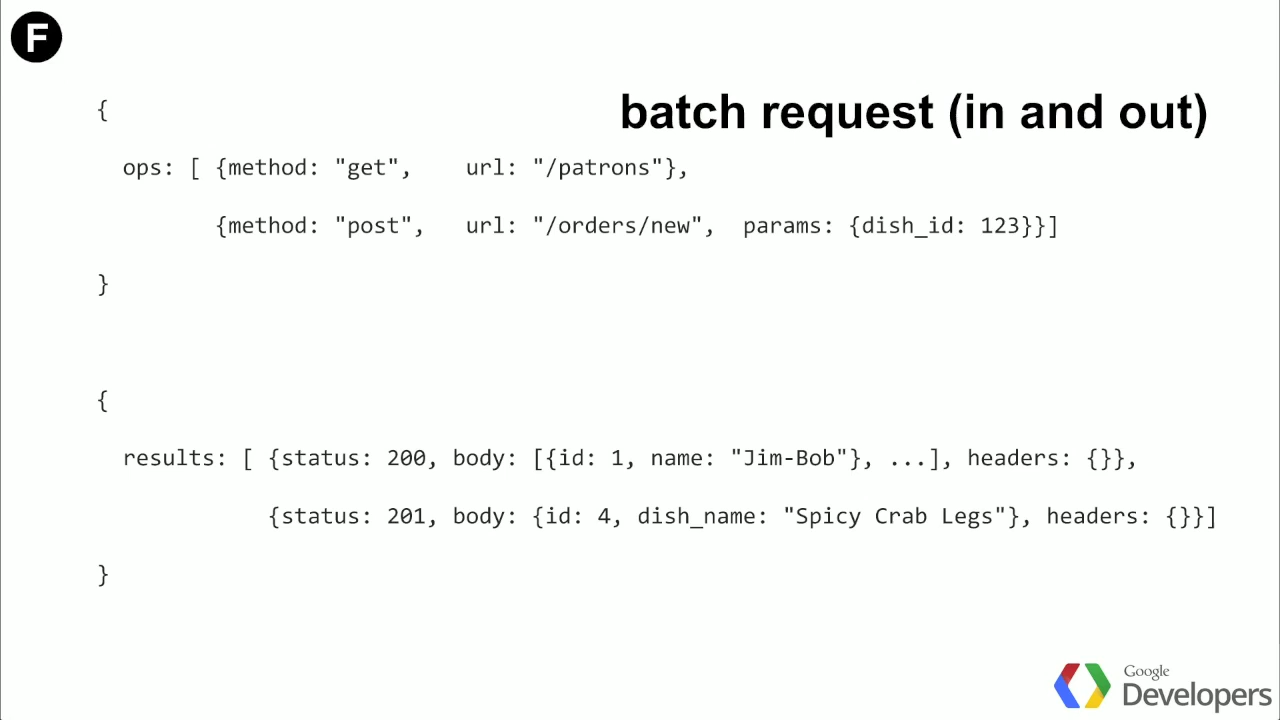 F
batch request (in and out)
{
ops: [ {method: "get", url: "/patrons"},
{method: "post", url: "/orders/new", params: {dish_id: 123}}]
}
{
results: [ {status: 200, body: [{id: 1, name: "Jim-Bob"}, ...], headers: {}},
{status: 201, body: {id: 4, dish_name: "Spicy Crab Legs"}, headers: {}}]
}
Google
Developers